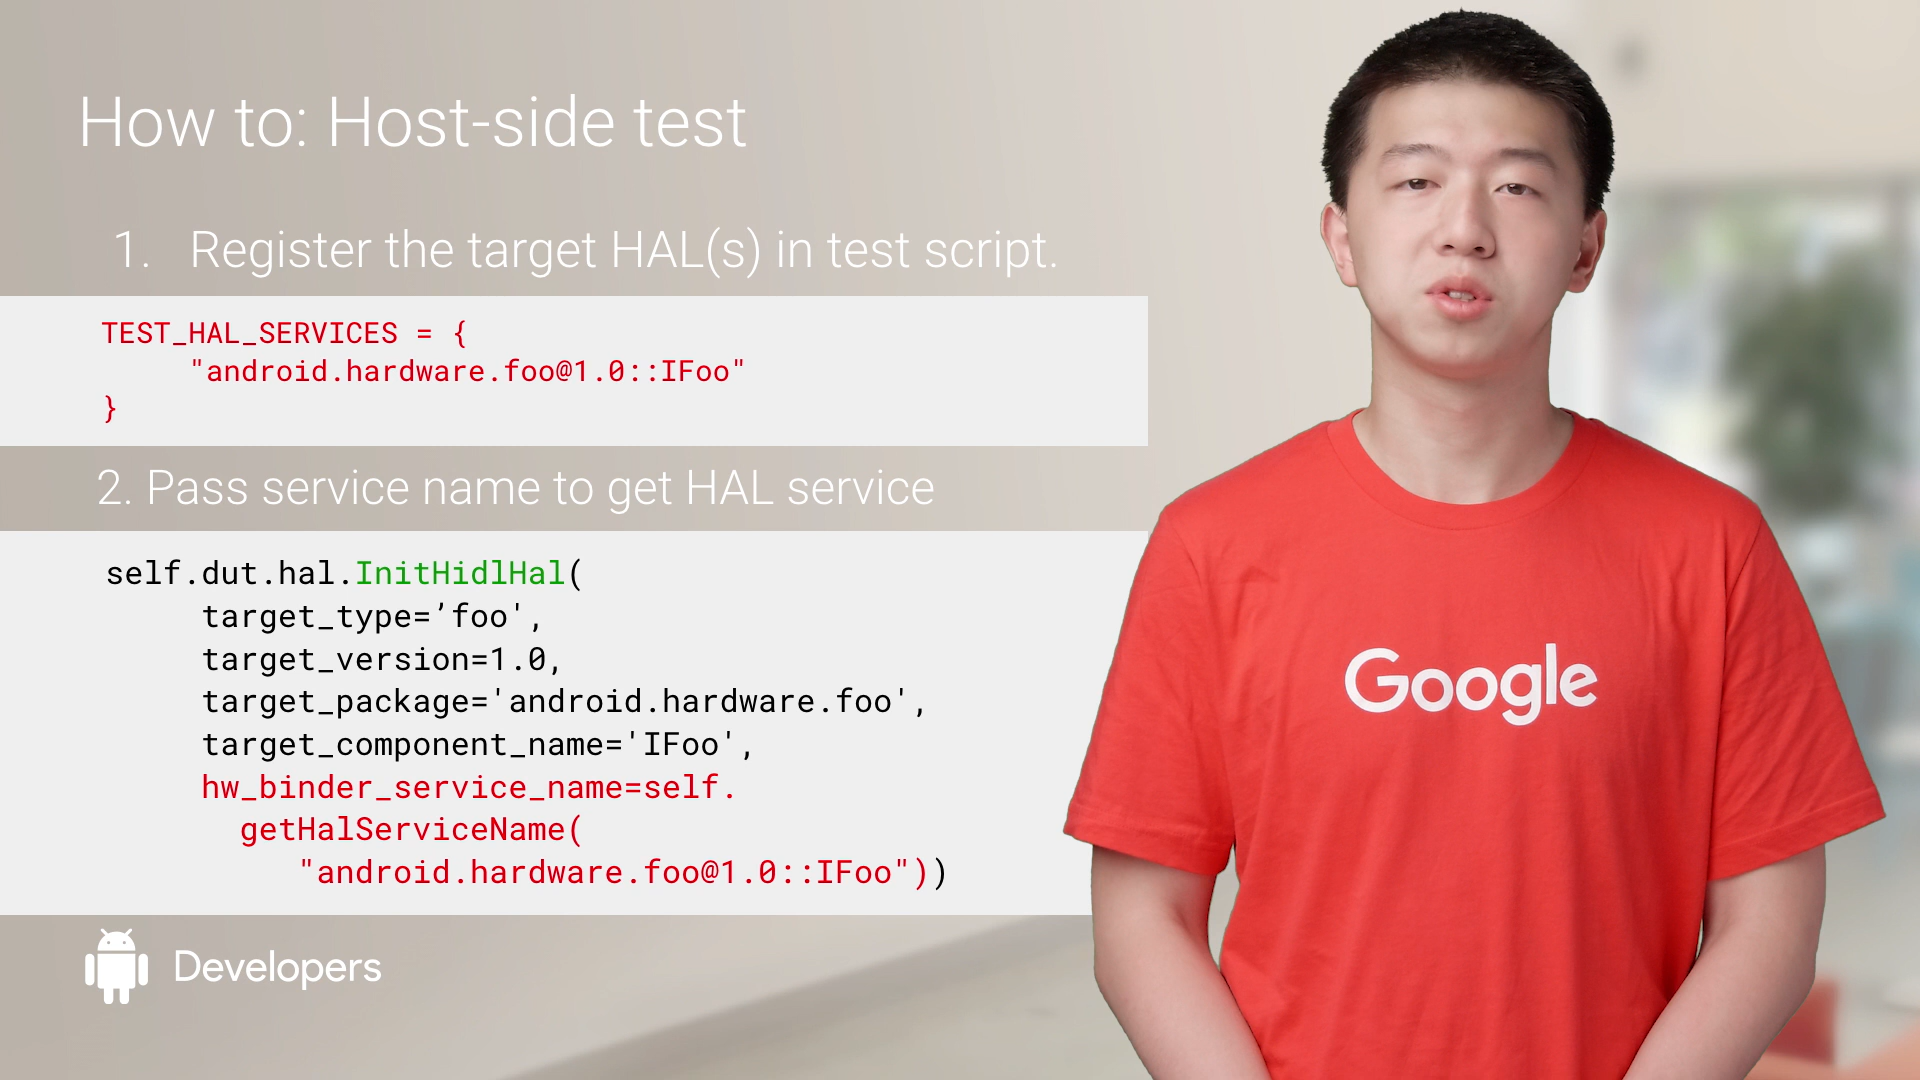 How to: Host-side test
1. Register the target HAL(s) in test script.
TEST_HAL_SERVICES = {
"android.hardware.foo@1.0::IFoo"
}
2. Pass service name to get HAL service
self.dut.hal.InitHidlHal(
target_type=’foo',
target_version=1.0,
target_package='android.hardware.foo',
target_component_name='IFoo',
hw_binder_service_name=self.
getHalServiceName(
"android.hardware.foo@1.0::IFoo"))
Google
Developers